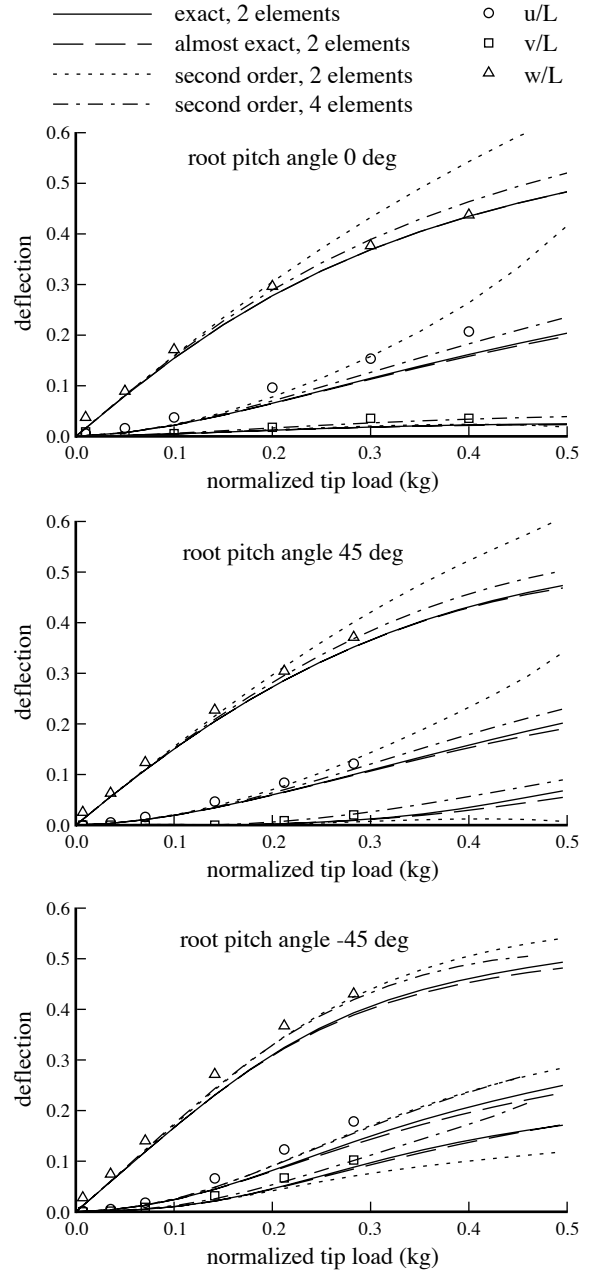 exact, 2 elements
u/L
almost exact, 2 elements
v/L
second order, 2 elements
w/L
second order, 4 elements
0.6
root pitch angle 0 deg
0.5
0.4
deflection
0.3
0.2
0.1
0.0
0.0 0.1 0.2 0.3 0.4 0.5
normalized tip load (kg)
0.6
root pitch angle 45 deg
0.5
0.4
deflection
0.3
0.2
0.1
0.0
0.0 0.1 0.2 0.3 0.4 0.5
normalized tip load (kg)
0.6
root pitch angle -45 deg
0.5
0.4
deflection
0.3
0.2
0.1
0.0
0.0 0.1 0.2 0.3 0.4 0.5
normalized tip load (kg)